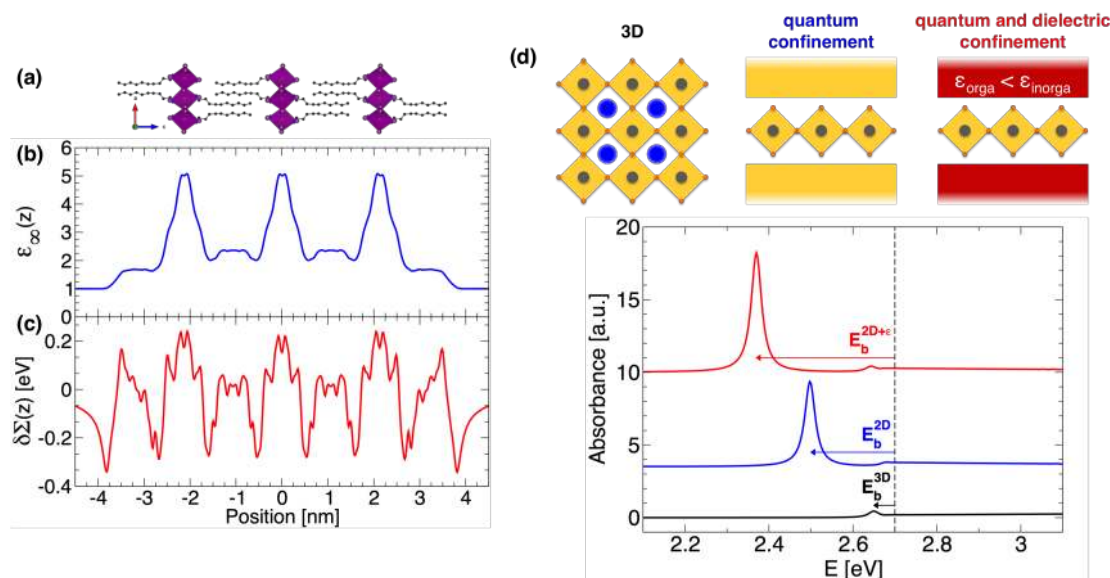 (a)
(b)
6
5
4
3
2
1
0
ε∞(z)
(c)
0.2
0
-0.2
-0.4
δΣ(z) [eV]
-4 -3 -2 -1 0 1 2 3 4
Position [nm]
(d)
3D
quantum
confinement
quantum and dielectric
confinement
εorga < εinorga
20
15
10
5
0
Absorbance [a.u.]
E_b^{2D+ε}
E_b^{2D}
E_b^{3D}
2.2 2.4 2.6 2.8 3
E [eV]